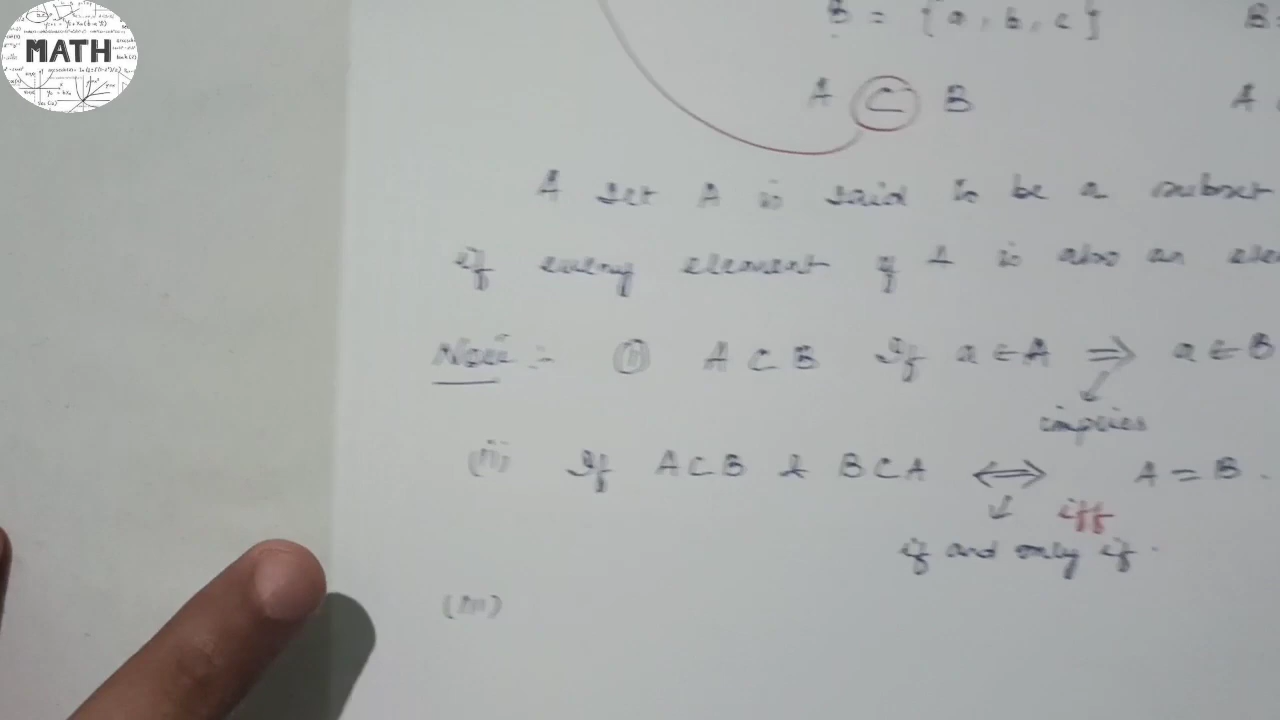 MATH
B = {a, b, c} B =
A ⊂ B A
A set A is said to be a subset
if every element of A is also an ele
Note :- (i) A ⊂ B If a ∈ A ⇒ a ∈ B
implies
(ii) If A ⊂ B & B ⊂ A ⟺ A = B .
iff
if and only if .
(iii)